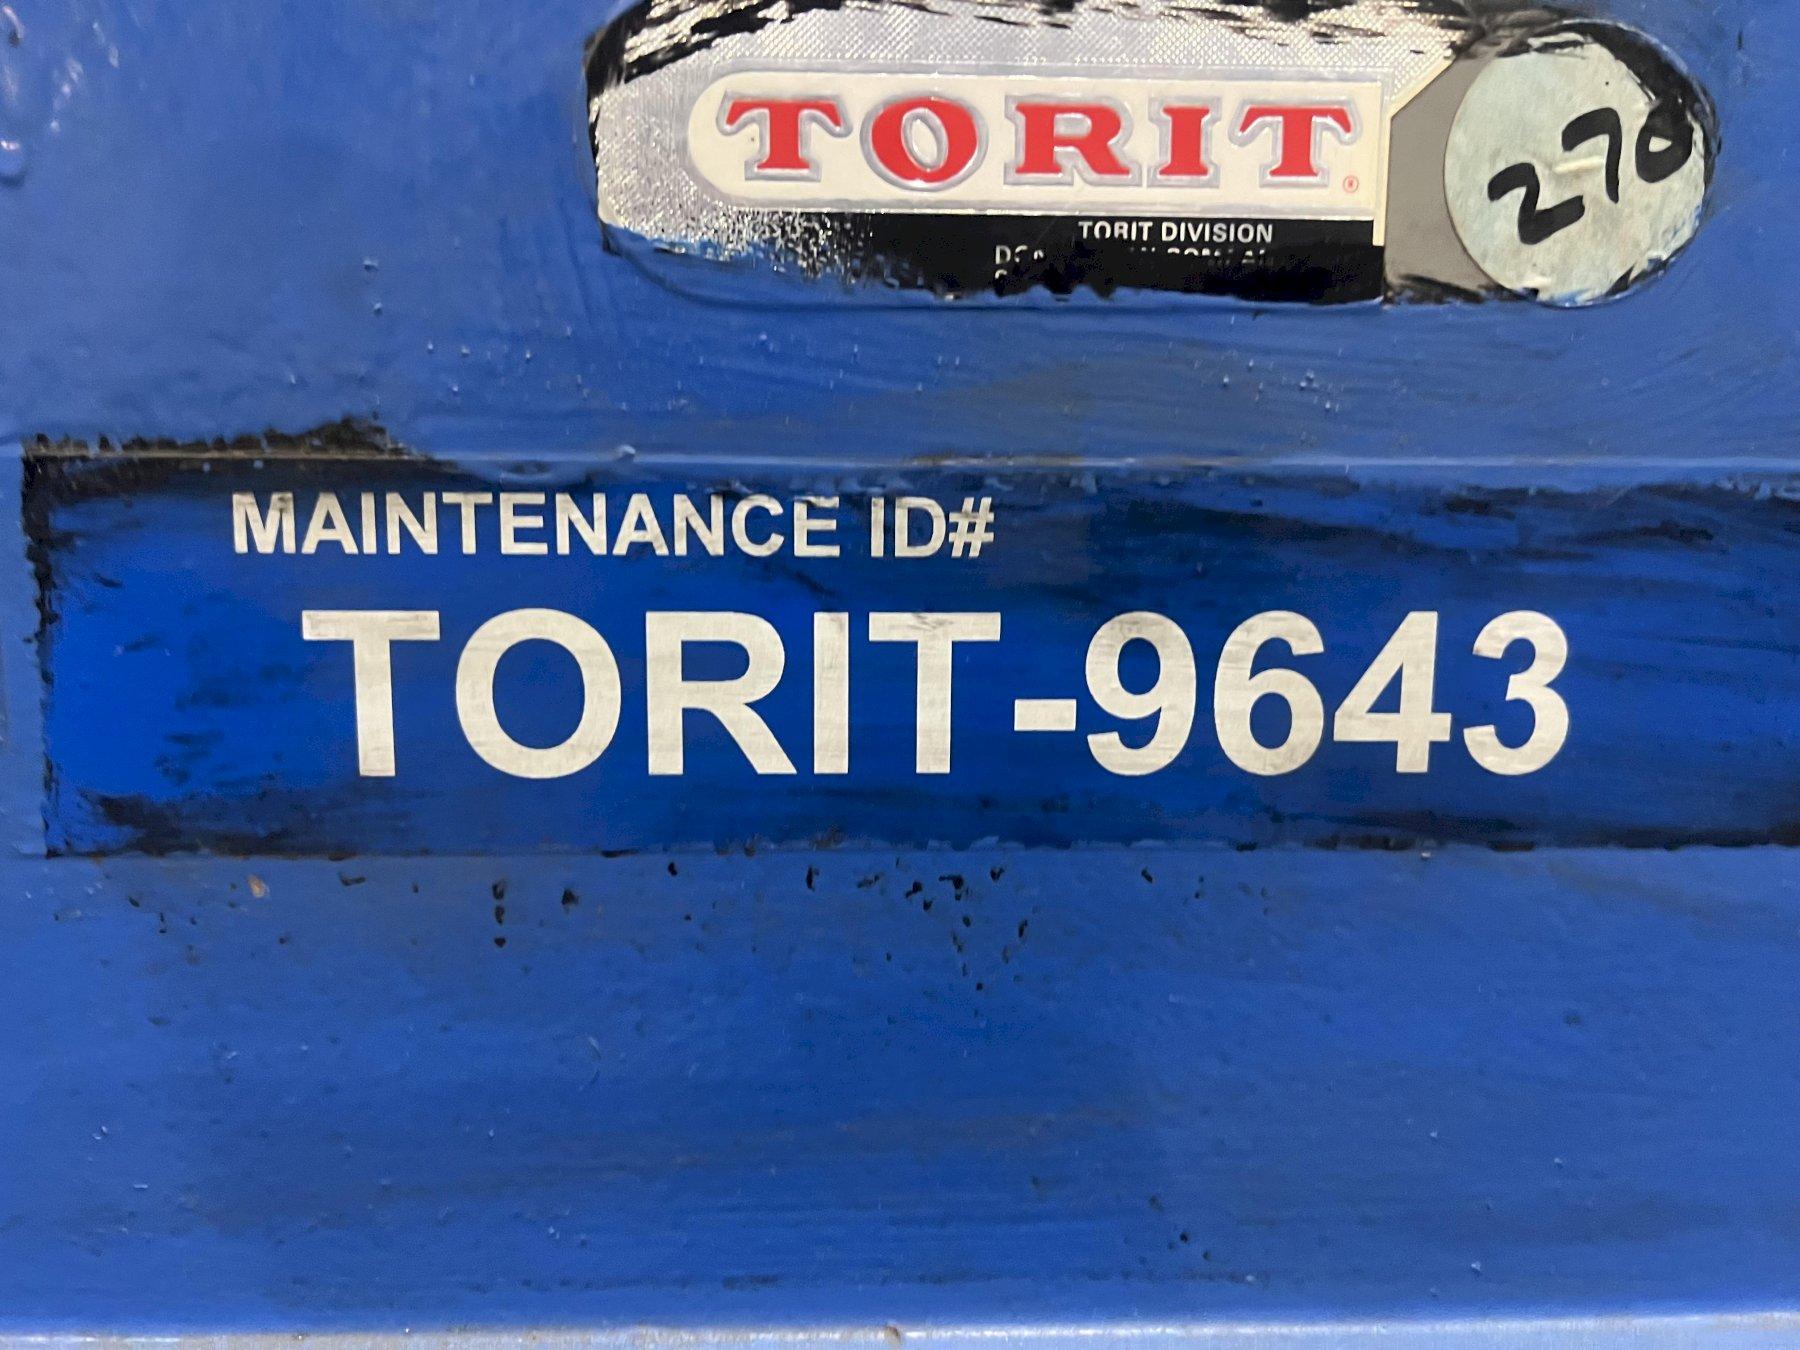 TORIT
270
TORIT DIVISION
MAINTENANCE ID#
TORIT-9643